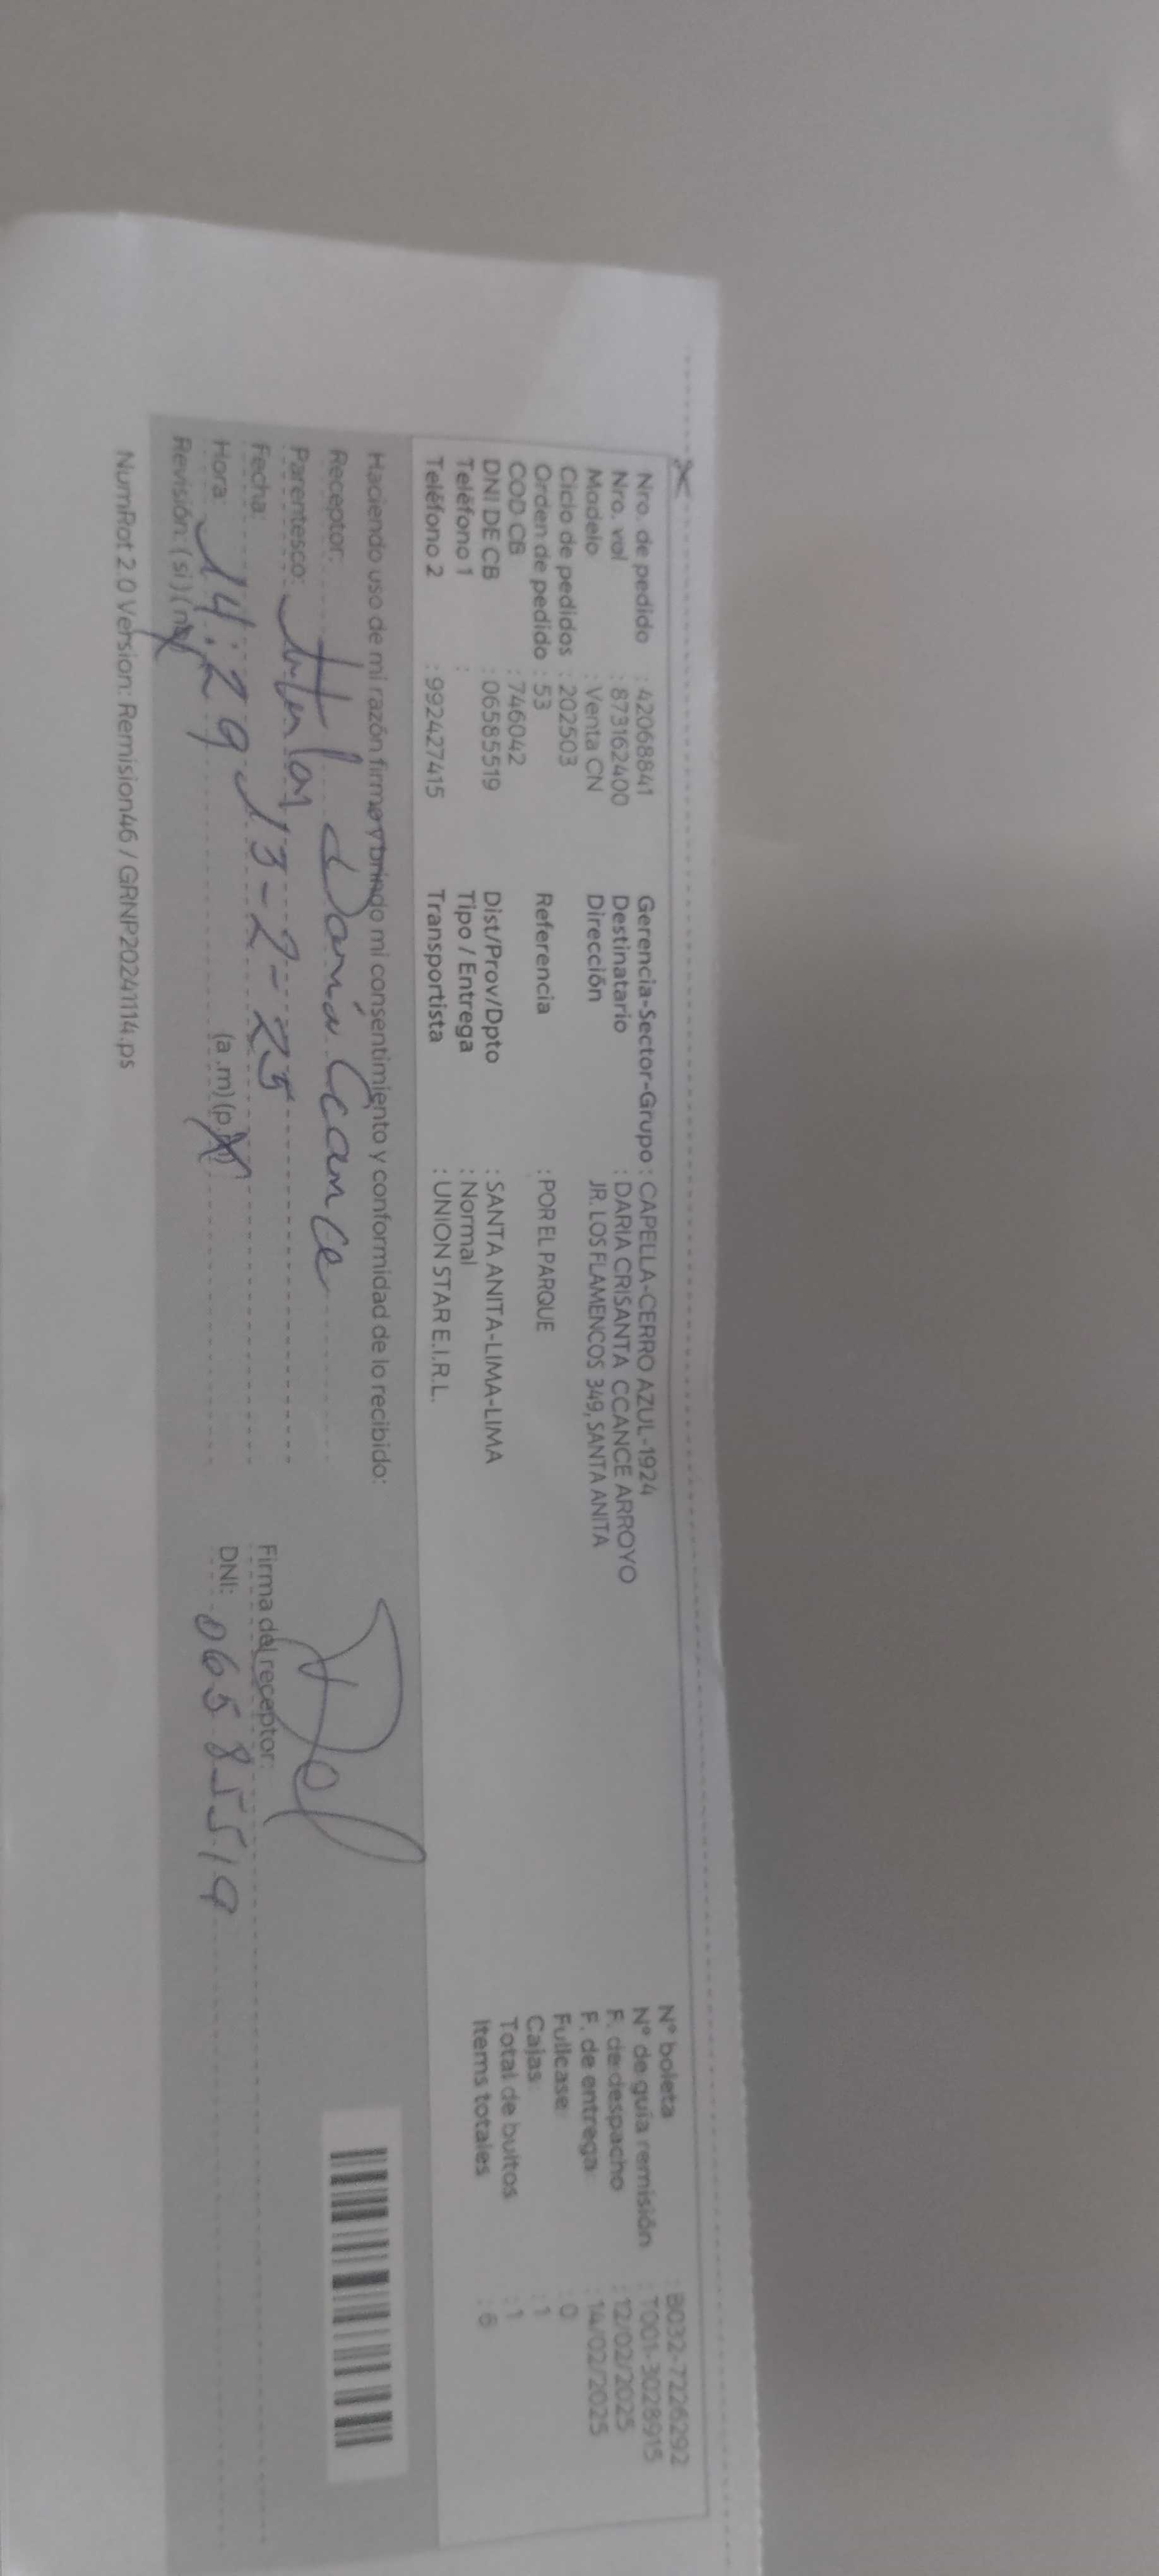 Nro. de pedido : 42068841 Gerencia-Sector-Grupo : CAPELLA-CERRO AZUL-1924 N° boleta : B032-7226292
Nro. val : 873162400 Destinatario : DARIA CRISANTA CCANCE ARROYO N° de guía remisión : T001-30228915
Modelo : Venta CN Dirección JR. LOS FLAMENCOS 349, SANTA ANITA F. de despacho : 12/02/2025
Ciclo de pedidos : 202503 F. de entrega : 14/02/2025
Orden de pedido : 53 Referencia : POR EL PARQUE Fullcase : 0
COD CB : 746042 Cajas : 1
DNI DE CB : 06585519 Dist/Prov/Dpto : SANTA ANITA-LIMA-LIMA Total de bultos : 1
Teléfono 1 : Tipo / Entrega : Normal Items totales : 6
Teléfono 2 : 992427415 Transportista : UNION STAR E.I.R.L.
Haciendo uso de mi razón firma y brindo mi consentimiento y conformidad de lo recibido:
Receptor: Daría Ccance
Parentesco: titular
Fecha: 13-2-25 Firma del receptor:
Hora: 14:29 (a.m)(p.m) DNI: 06585519
Revisión: (si)(no)
NumRot 2.0 Version: Remision46 / GRNP20241114.ps